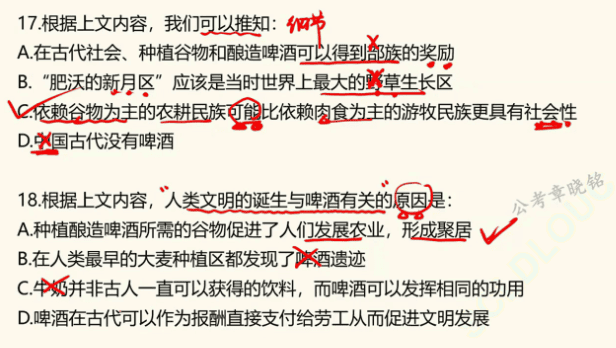 17.根据上文内容，我们可以推知：细节
A.在古代社会、种植谷物和酿造啤酒可以得到部族的奖励
B.“肥沃的新月区”应该是当时世界上最大的野草生长区
C.依赖谷物为主的农耕民族可能比依赖肉食为主的游牧民族更具有社会性
D.中国古代没有啤酒
18.根据上文内容，“人类文明的诞生与啤酒有关”的原因是：
A.种植酿造啤酒所需的谷物促进了人们发展农业，形成聚居
B.在人类最早的大麦种植区都发现了啤酒遗迹
C.牛奶并非古人一直可以获得的饮料，而啤酒可以发挥相同的功用
D.啤酒在古代可以作为报酬直接支付给劳工从而促进文明发展
公考章晓铭